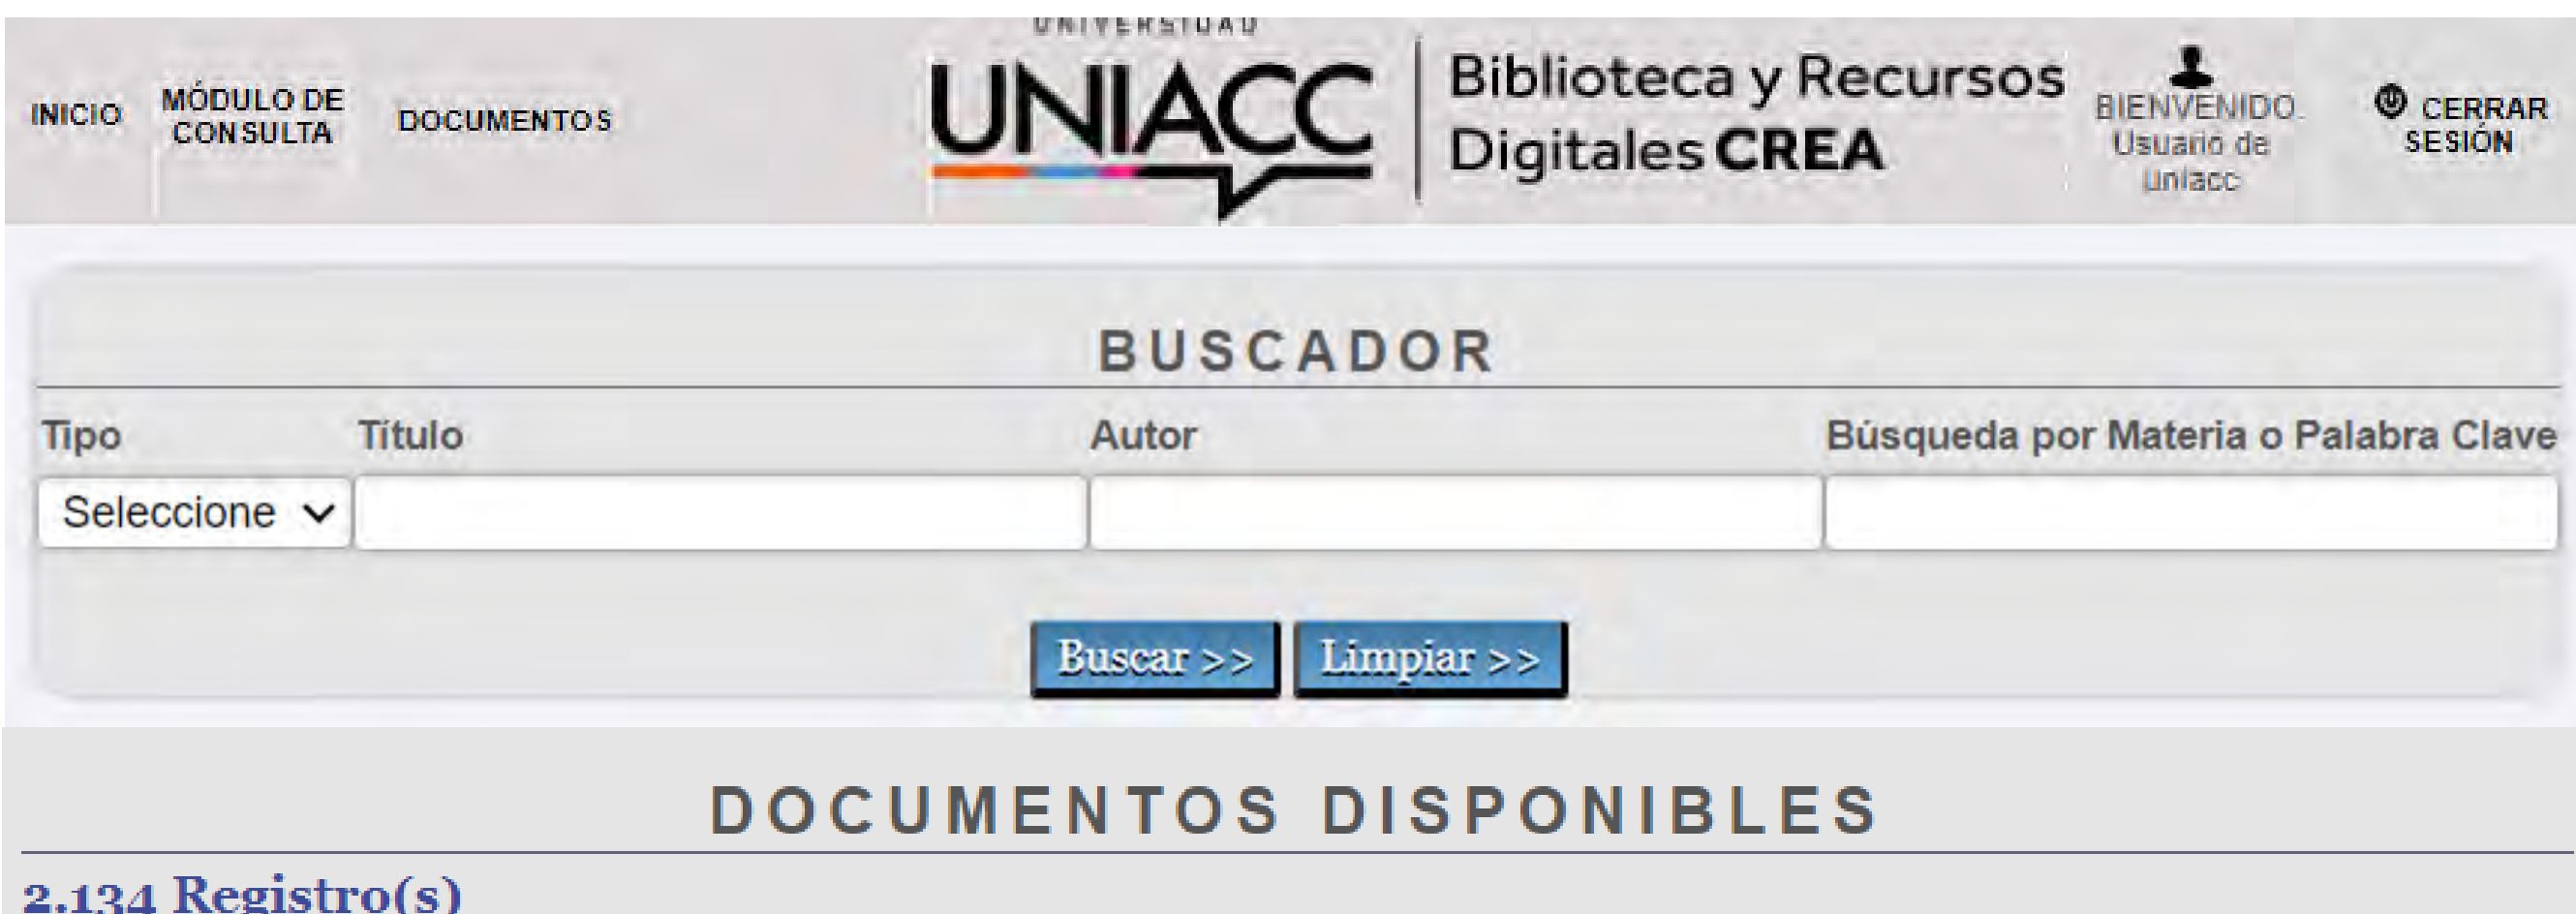 UNIVERSIDAD
INICIO
MÓDULO DE
CONSULTA
DOCUMENTOS
UNIACC
Biblioteca y Recursos
Digitales CREA
BIENVENIDO.
Usuario de
uniacc
CERRAR
SESIÓN
BUSCADOR
Tipo Título Autor Búsqueda por Materia o Palabra Clave
Seleccione
Buscar >> Limpiar >>
DOCUMENTOS DISPONIBLES
2.134 Registro(s)